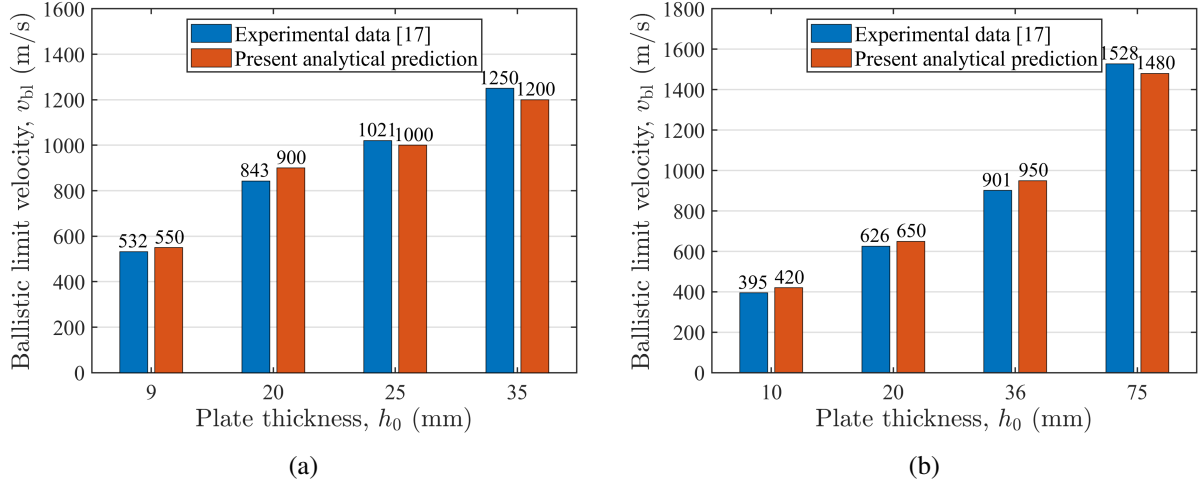 Ballistic limit velocity, v_bl (m/s)
1600
1400
1200
1000
800
600
400
200
0
Experimental data [17]
Present analytical prediction
532 550
843 900
1021 1000
1250 1200
9 20 25 35
Plate thickness, h_0 (mm)
(a)
Ballistic limit velocity, v_bl (m/s)
1800
1600
1400
1200
1000
800
600
400
200
0
Experimental data [17]
Present analytical prediction
395 420
626 650
901 950
1528 1480
10 20 36 75
Plate thickness, h_0 (mm)
(b)